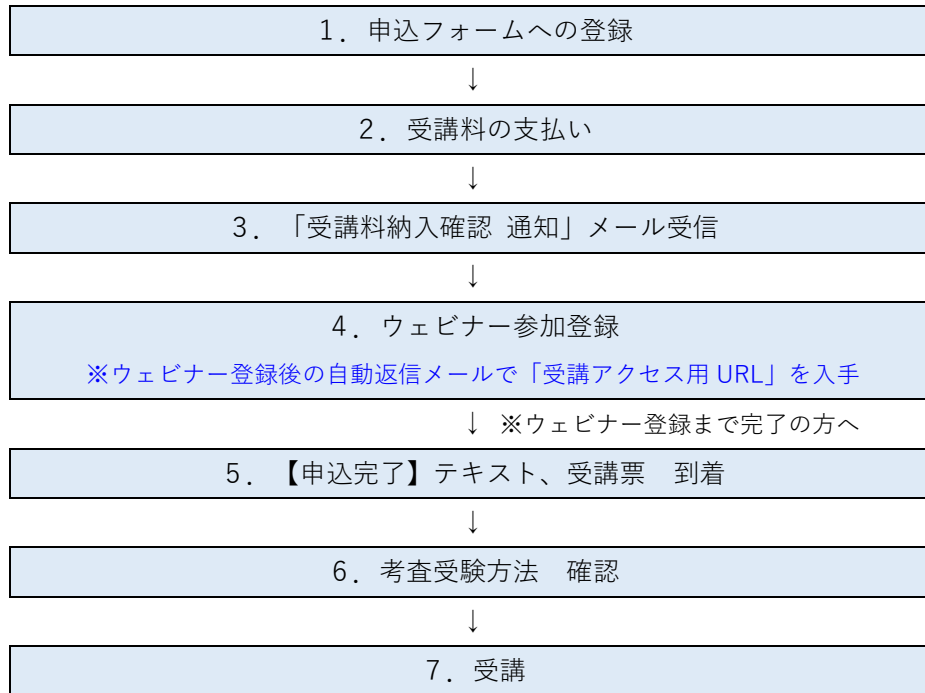 1．申込フォームへの登録
↓
2．受講料の支払い
↓
3．「受講料納入確認 通知」メール受信
↓
4．ウェビナー参加登録
※ウェビナー登録後の自動返信メールで「受講アクセス用 URL」を入手
↓ ※ウェビナー登録まで完了の方へ
5．【申込完了】テキスト、受講票　到着
↓
6．考査受験方法　確認
↓
7．受講